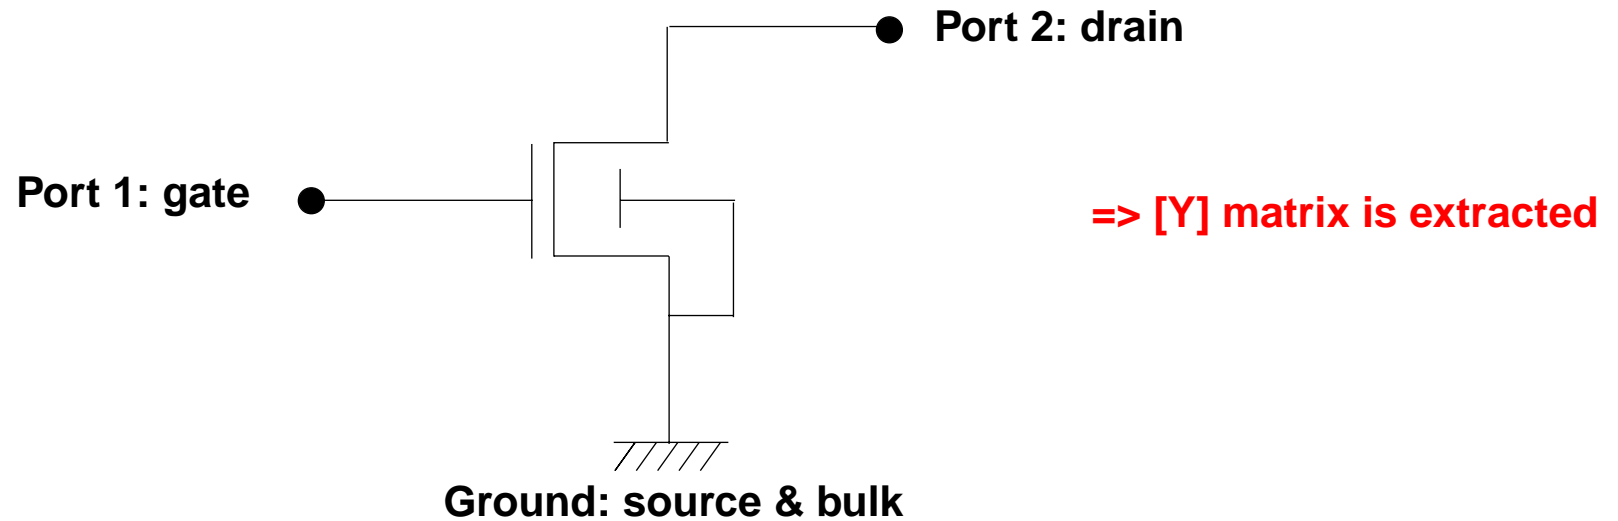 Port 2: drain
Port 1: gate
=> [Y] matrix is extracted
Ground: source & bulk